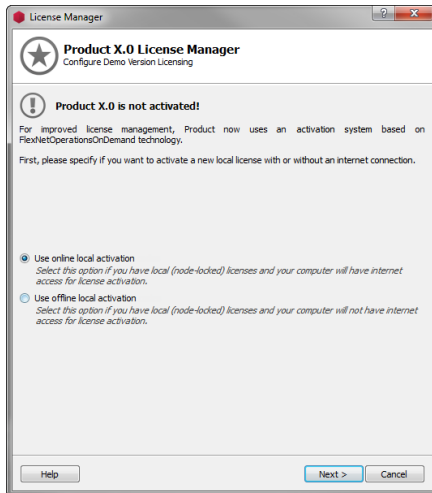 License Manager
Product X.0 License Manager
Configure Demo Version Licensing
Product X.0 is not activated!
For improved license management, Product now uses an activation system based on
FlexNetOperationsOnDemand technology.
First, please specify if you want to activate a new local license with or without an internet connection.
Use online local activation
Select this option if you have local (node-locked) licenses and your computer will have internet
access for license activation.
Use offline local activation
Select this option if you have local (node-locked) licenses and your computer will not have internet
access for license activation.
Help
Next >
Cancel